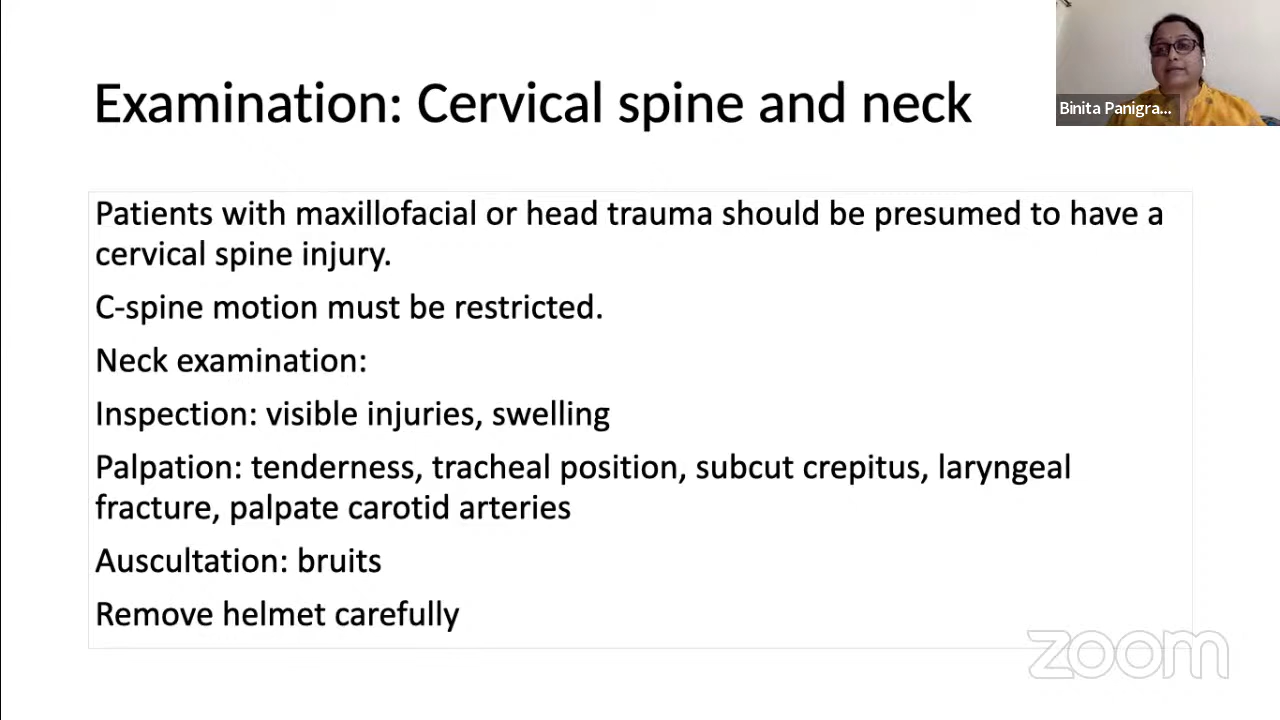 Examination: Cervical spine and neck
Binita Panigra...
Patients with maxillofacial or head trauma should be presumed to have a
cervical spine injury.
C-spine motion must be restricted.
Neck examination:
Inspection: visible injuries, swelling
Palpation: tenderness, tracheal position, subcut crepitus, laryngeal
fracture, palpate carotid arteries
Auscultation: bruits
Remove helmet carefully
zoom